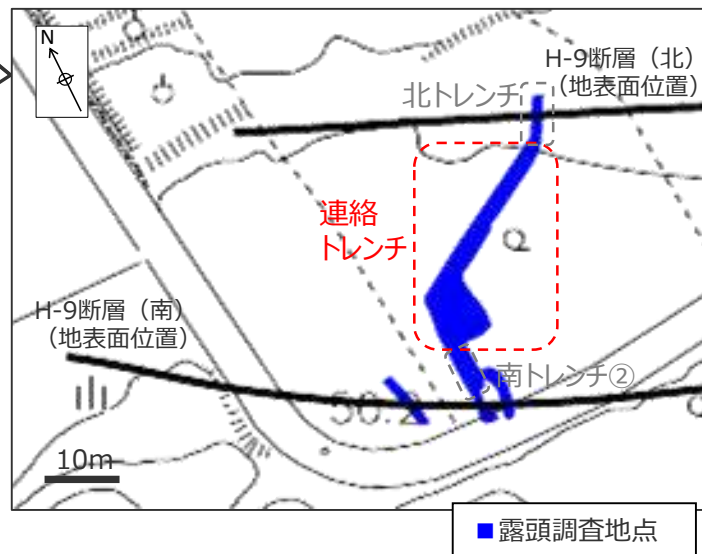 N
H-9断層（北）
（地表面位置）
北トレンチ
連絡
トレンチ
H-9断層（南）
（地表面位置）
南トレンチ②
50.2
10m
■露頭調査地点